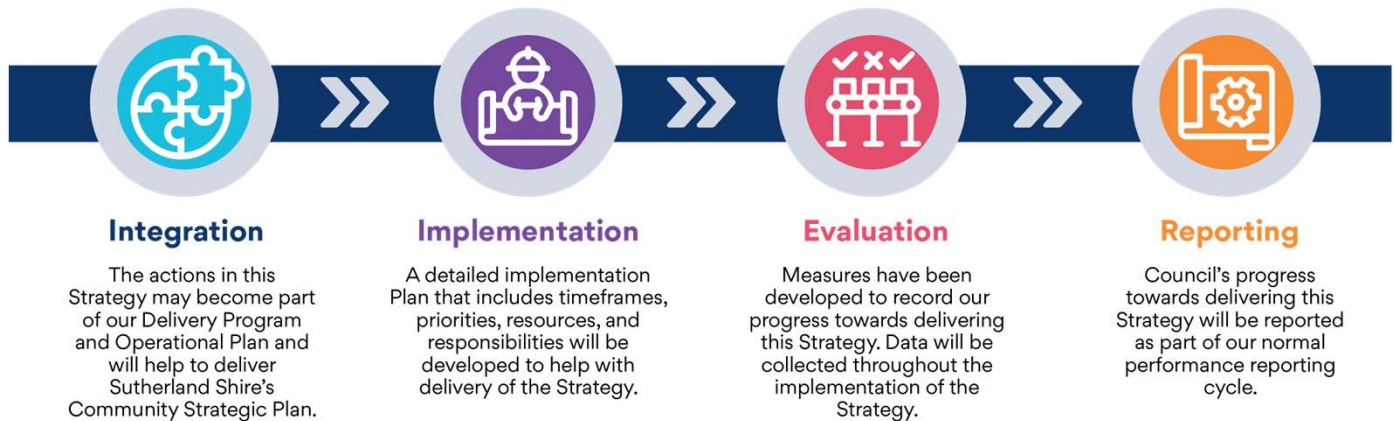 Integration
The actions in this
Strategy may become part
of our Delivery Program
and Operational Plan and
will help to deliver
Sutherland Shire's
Community Strategic Plan.
Implementation
A detailed implementation
Plan that includes timeframes,
priorities, resources, and
responsibilities will be
developed to help with
delivery of the Strategy.
Evaluation
Measures have been
developed to record our
progress towards delivering
this Strategy. Data will be
collected throughout the
implementation of the
Strategy.
Reporting
Council's progress
towards delivering this
Strategy will be reported
as part of our normal
performance reporting
cycle.